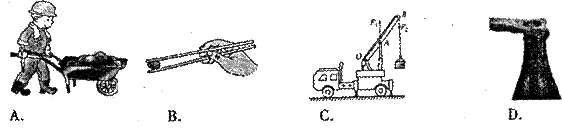 F₁ B
F₂
A
O
A. B. C. D.